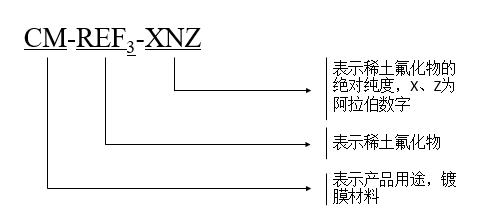 CM-REF₃-XNZ
表示稀土氟化物的
绝对纯度，x、z为
阿拉伯数字
表示稀土氟化物
表示产品用途，镀
膜材料